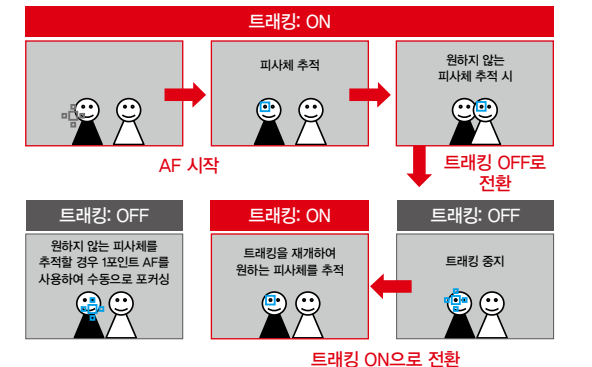 트래킹: ON
피사체 추적
원하지 않는
피사체 추적 시
AF 시작
트래킹 OFF로
전환
트래킹: OFF
원하지 않는 피사체를
추적할 경우 1포인트 AF를
사용하여 수동으로 포커싱
트래킹: ON
트래킹을 재개하여
원하는 피사체를 추적
트래킹: OFF
트래킹 중지
트래킹 ON으로 전환